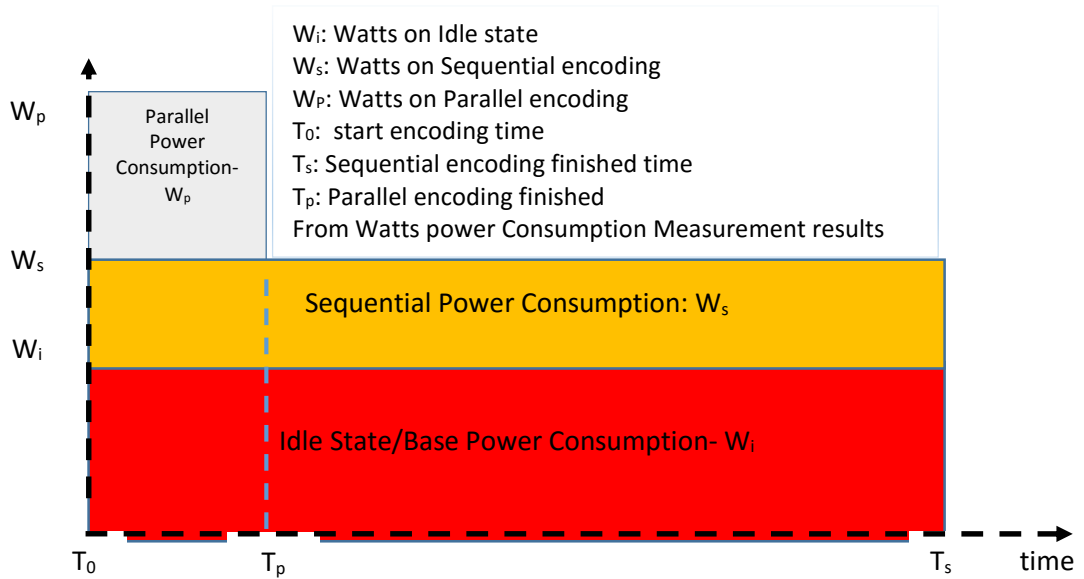 Wi: Watts on Idle state
Ws: Watts on Sequential encoding
WP: Watts on Parallel encoding
T0: start encoding time
Ts: Sequential encoding finished time
Tp: Parallel encoding finished
From Watts power Consumption Measurement results
Wp
Parallel
Power
Consumption-
Wp
Ws
Sequential Power Consumption: Ws
Wi
Idle State/Base Power Consumption- Wi
T0
Tp
Ts
time